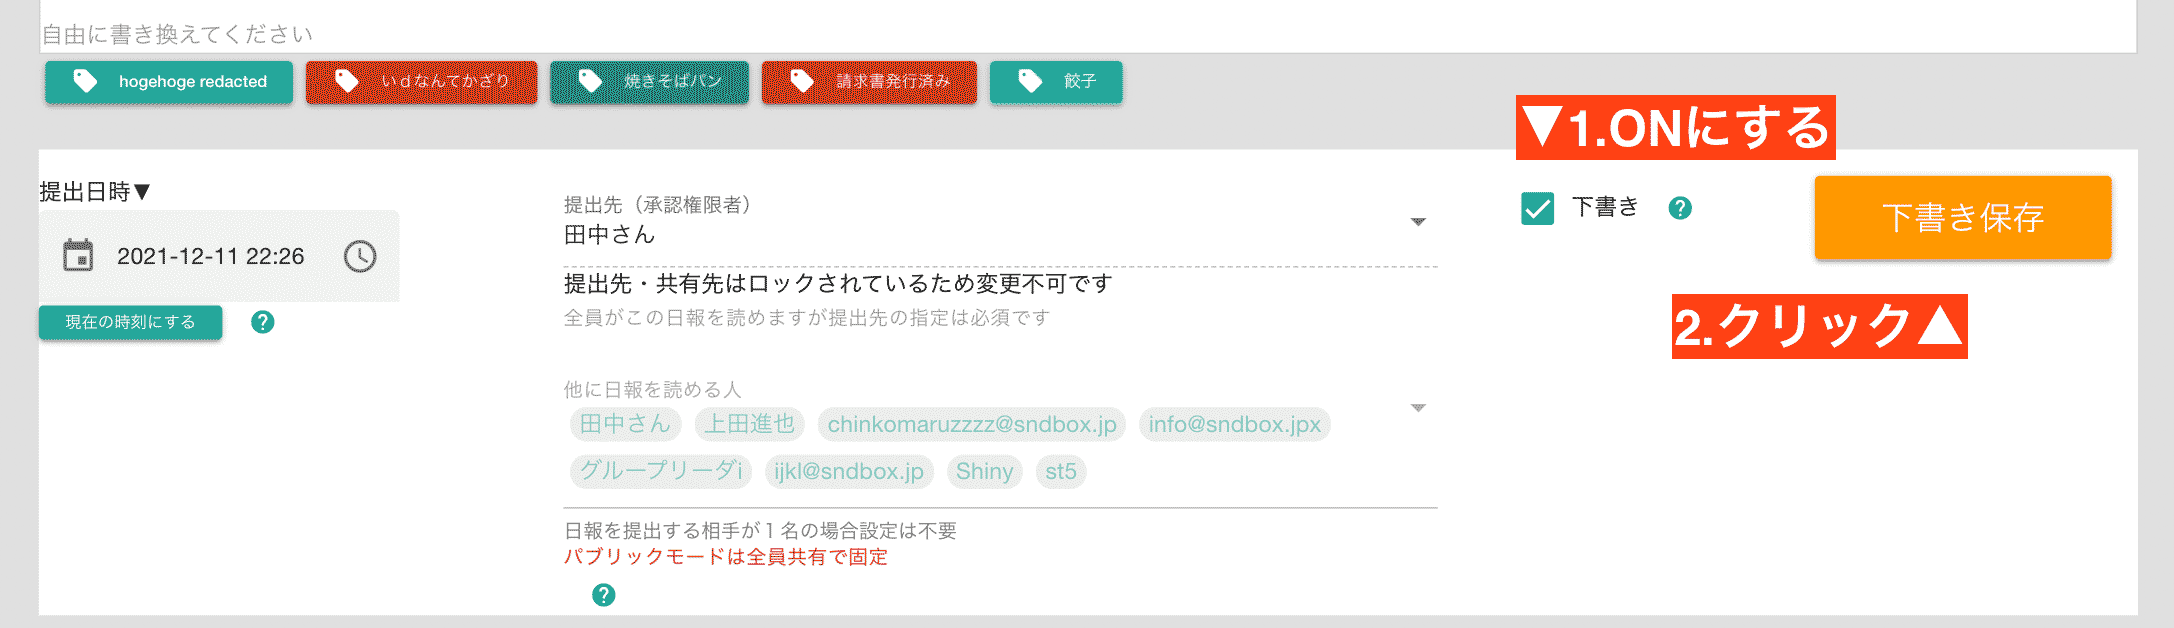 自由に書き換えてください
hogehoge redacted いｄなんてかざり 焼きそばパン 請求書発行済み 餃子
▼1.ONにする
提出日時▼
2021-12-11 22:26
現在の時刻にする
提出先（承認権限者）
田中さん
提出先・共有先はロックされているため変更不可です
全員がこの日報を読めますが提出先の指定は必須です
下書き
下書き保存
2.クリック▲
他に日報を読める人
田中さん 上田進也 chinkomaruzzzz@sndbox.jp info@sndbox.jpx
グループリーダi ijkl@sndbox.jp Shiny st5
日報を提出する相手が１名の場合設定は不要
パブリックモードは全員共有で固定